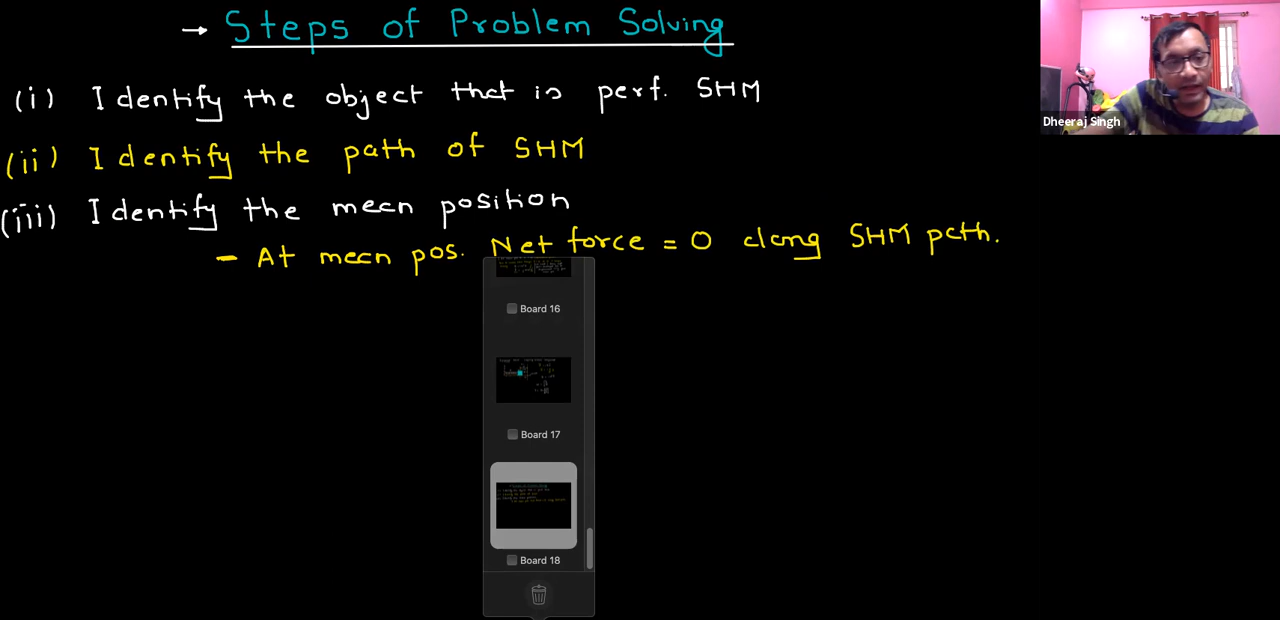 → Steps of Problem Solving
Dheeraj Singh
(i) Identify the object that is perf. SHM
(ii) Identify the path of SHM
(iii) Identify the mean position
- At mean pos. Net force = 0 along SHM path.
Board 16
Board 17
Board 18